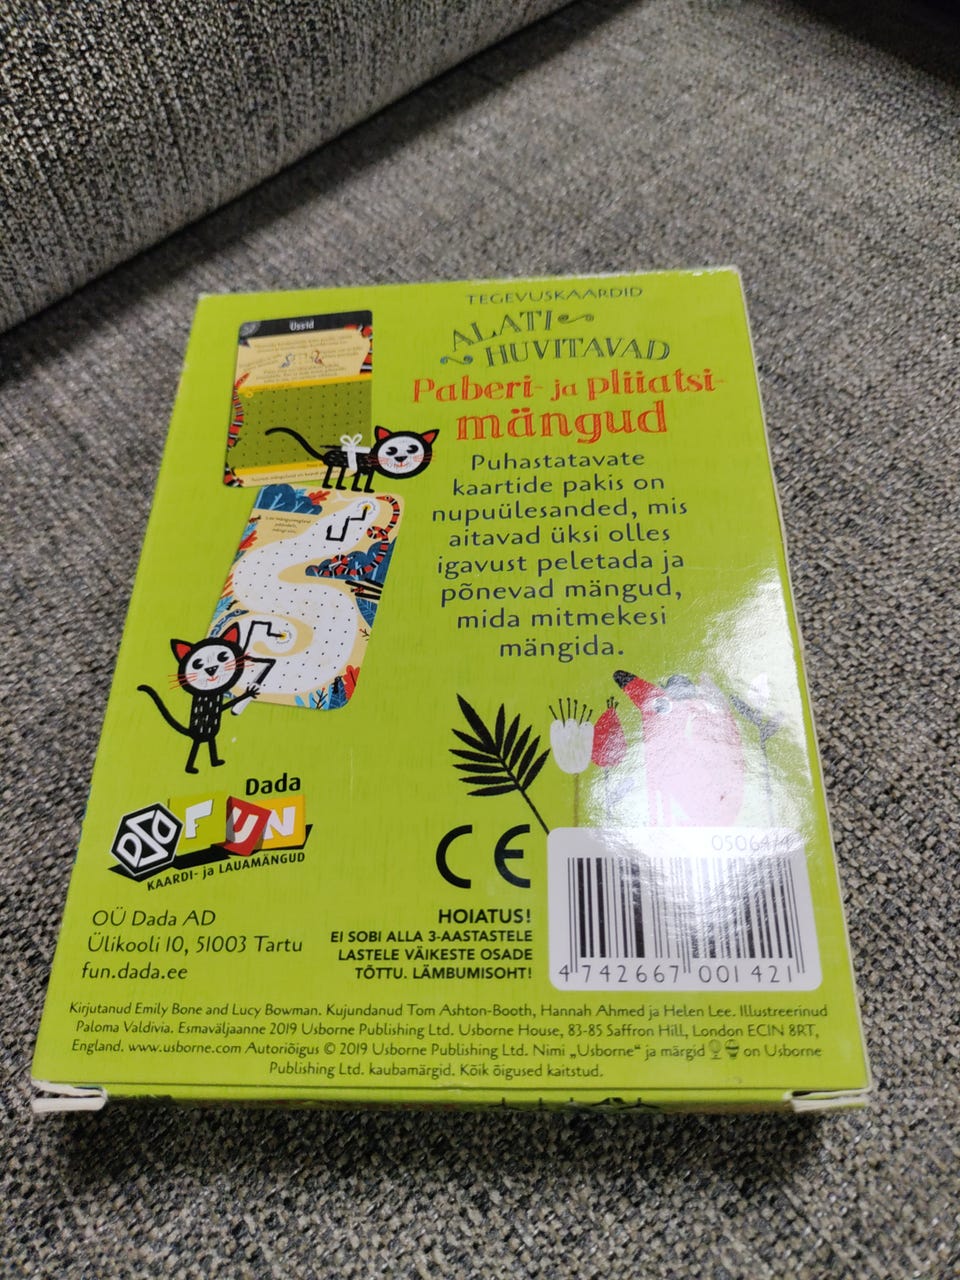 TEGEVUSKAARDID
ALATI
HUVITAVAD
Paberi- ja pliiatsi-
mängud
Puhastatavate
kaartide pakis on
nupuülesanded, mis
aitavad üksi olles
igavust peletada ja
põnevad mängud,
mida mitmekesi
mängida.
Ussid
Dada
FUN
KAARDI- ja LAUAMÄNGUD
OÜ Dada AD
Ülikooli 10, 51003 Tartu
fun.dada.ee
CE
HOIATUS!
EI SOBI ALLA 3-AASTASTELE
LASTELE VÄIKESTE OSADE
TÕTTU. LÄMBUMISOHT!
4 742667 001421
Kirjutanud Emily Bone and Lucy Bowman. Kujundanud Tom Ashton-Booth, Hannah Ahmed ja Helen Lee. Illustreerinud
Paloma Valdivia. Esmaväljaanne 2019 Usborne Publishing Ltd. Usborne House, 83-85 Saffron Hill, London EC1N 8RT,
England. www.usborne.com Autoriõigus © 2019 Usborne Publishing Ltd. Nimi „Usborne" ja märgid on Usborne
Publishing Ltd. kaubamärgid. Kõik õigused kaitstud.